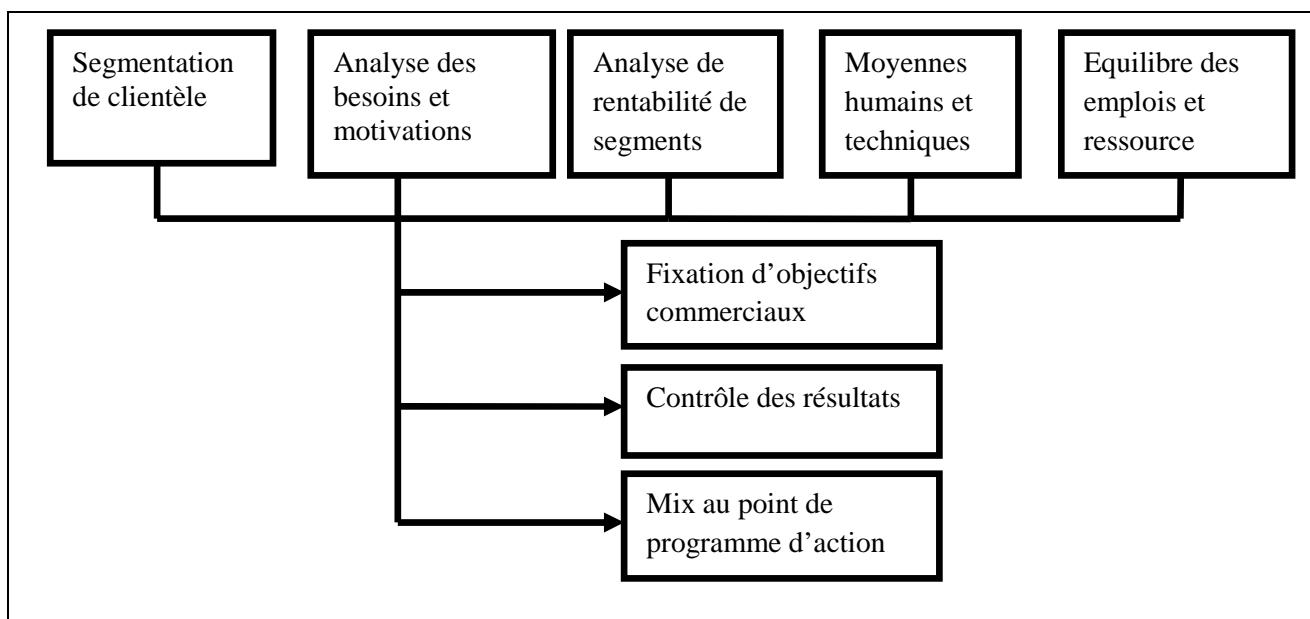 Segmentation
de clientèle
Analyse des
besoins et
motivations
Analyse de
rentabilité de
segments
Moyennes
humains et
techniques
Equilibre des
emplois et
ressource
Fixation d’objectifs
commerciaux
Contrôle des résultats
Mix au point de
programme d’action